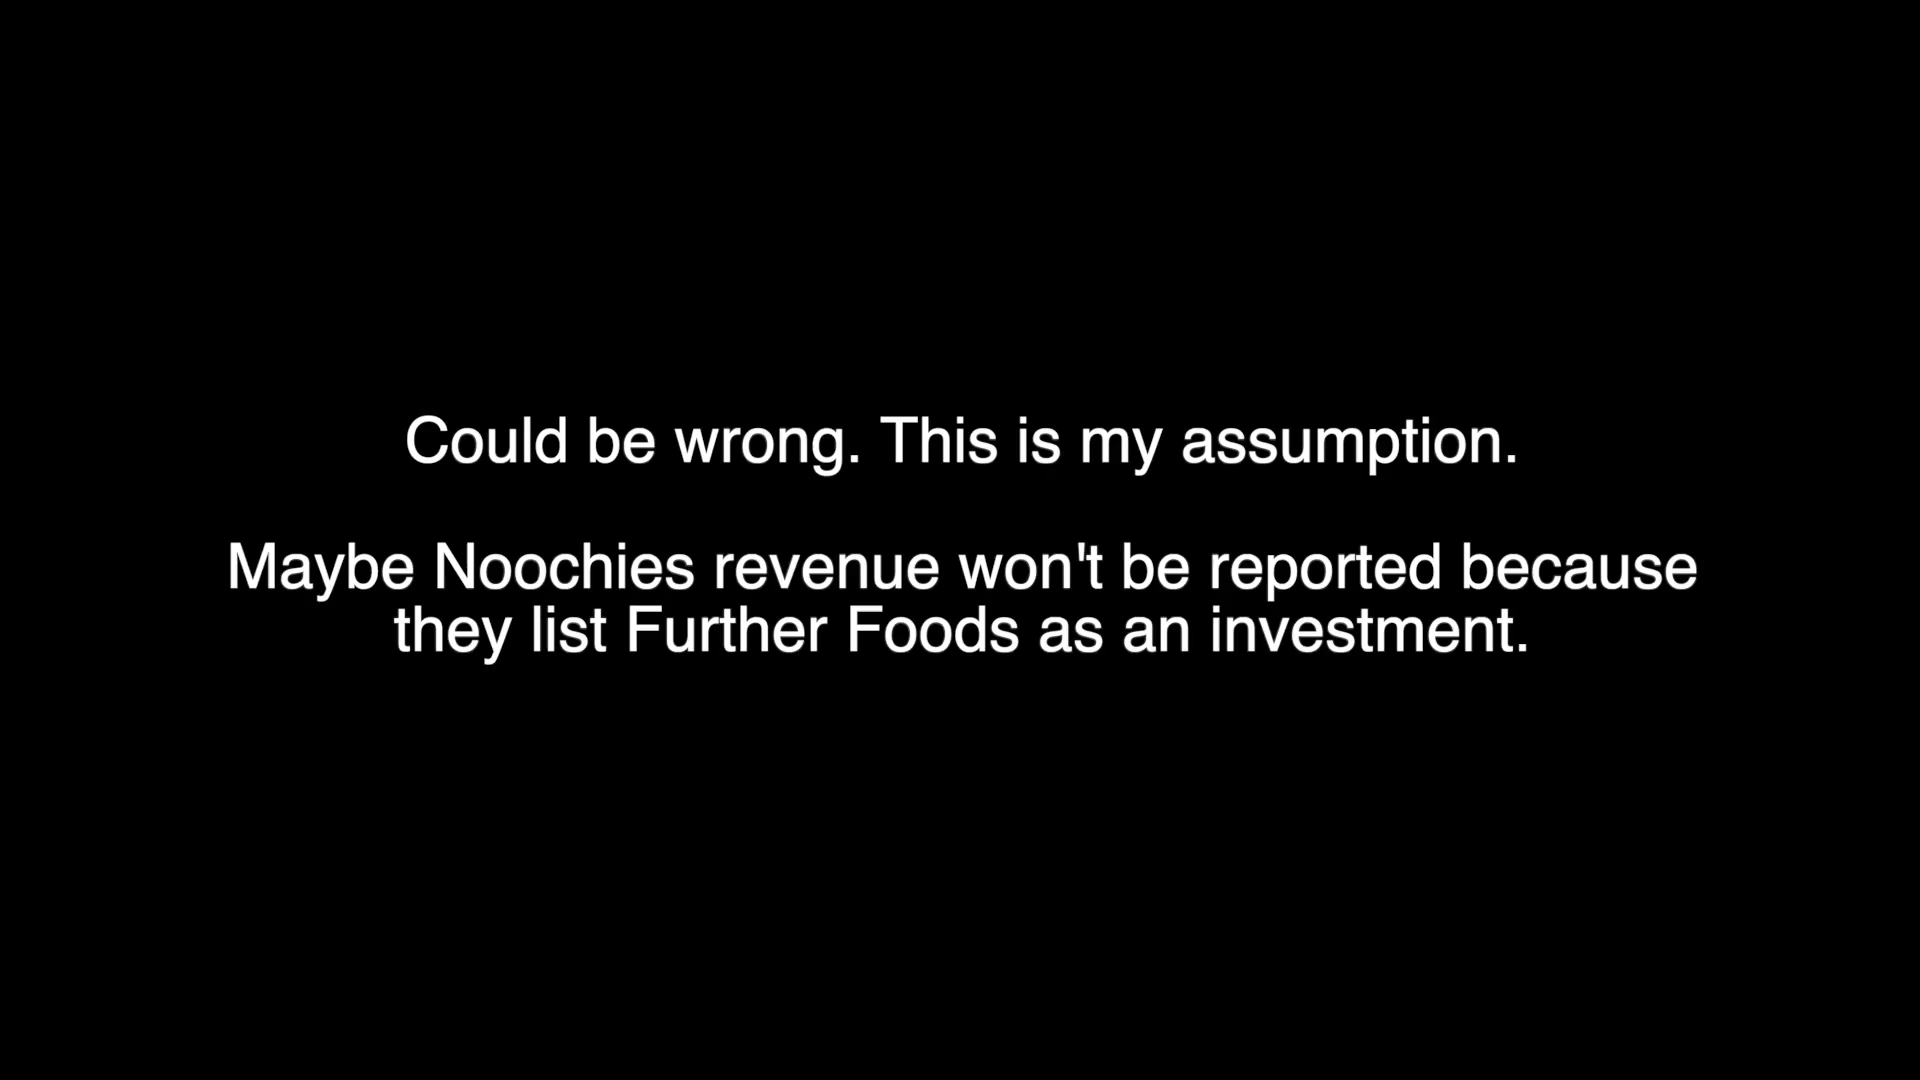 Could be wrong. This is my assumption.
Maybe Noochies revenue won't be reported because
they list Further Foods as an investment.